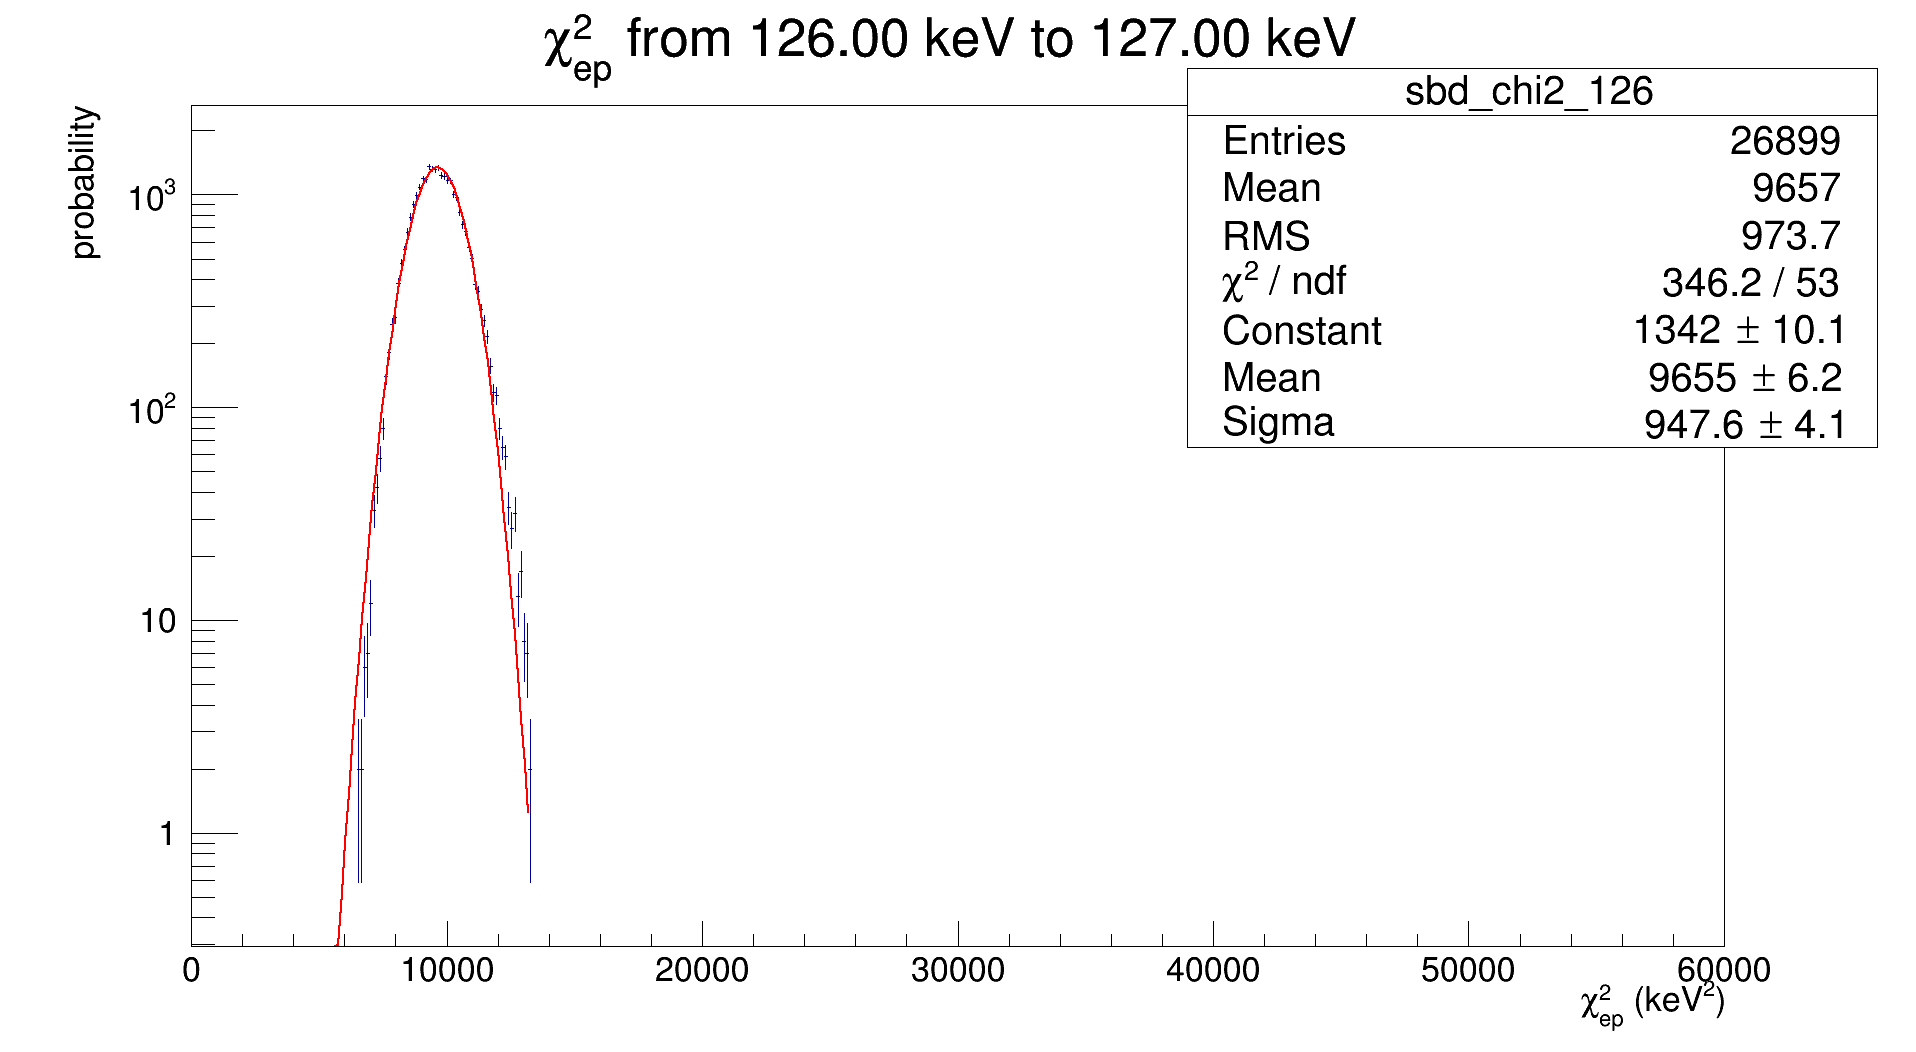 χ²ep from 126.00 keV to 127.00 keV
sbd_chi2_126
Entries 26899
Mean 9657
RMS 973.7
χ² / ndf 346.2 / 53
Constant 1342 ± 10.1
Mean 9655 ± 6.2
Sigma 947.6 ± 4.1
probability
10³
10²
10
1
0 10000 20000 30000 40000 50000 60000
χ²ep (keV²)